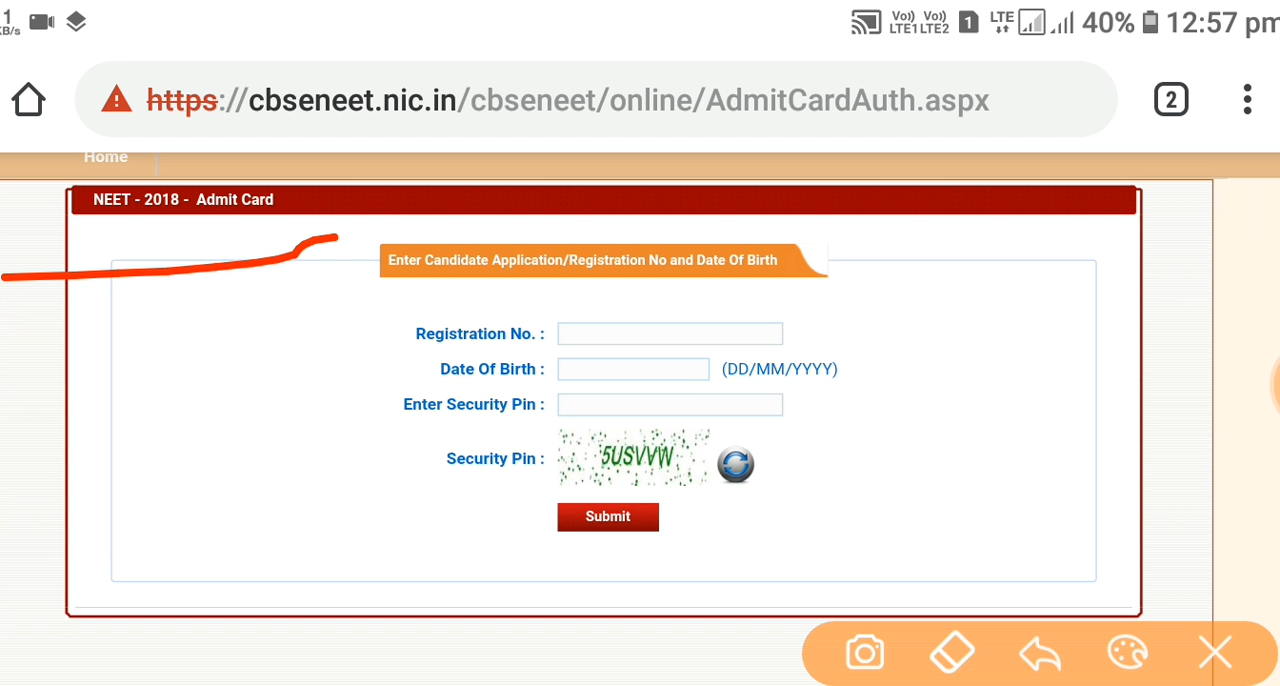 1
KB/s
Vo) Vo)
LTE1 LTE2
1
LTE
40%
12:57 pm
https://cbseneet.nic.in/cbseneet/online/AdmitCardAuth.aspx
2
Home
NEET - 2018 - Admit Card
Enter Candidate Application/Registration No and Date Of Birth
Registration No. :
Date Of Birth : (DD/MM/YYYY)
Enter Security Pin :
Security Pin : 5USVVW
Submit